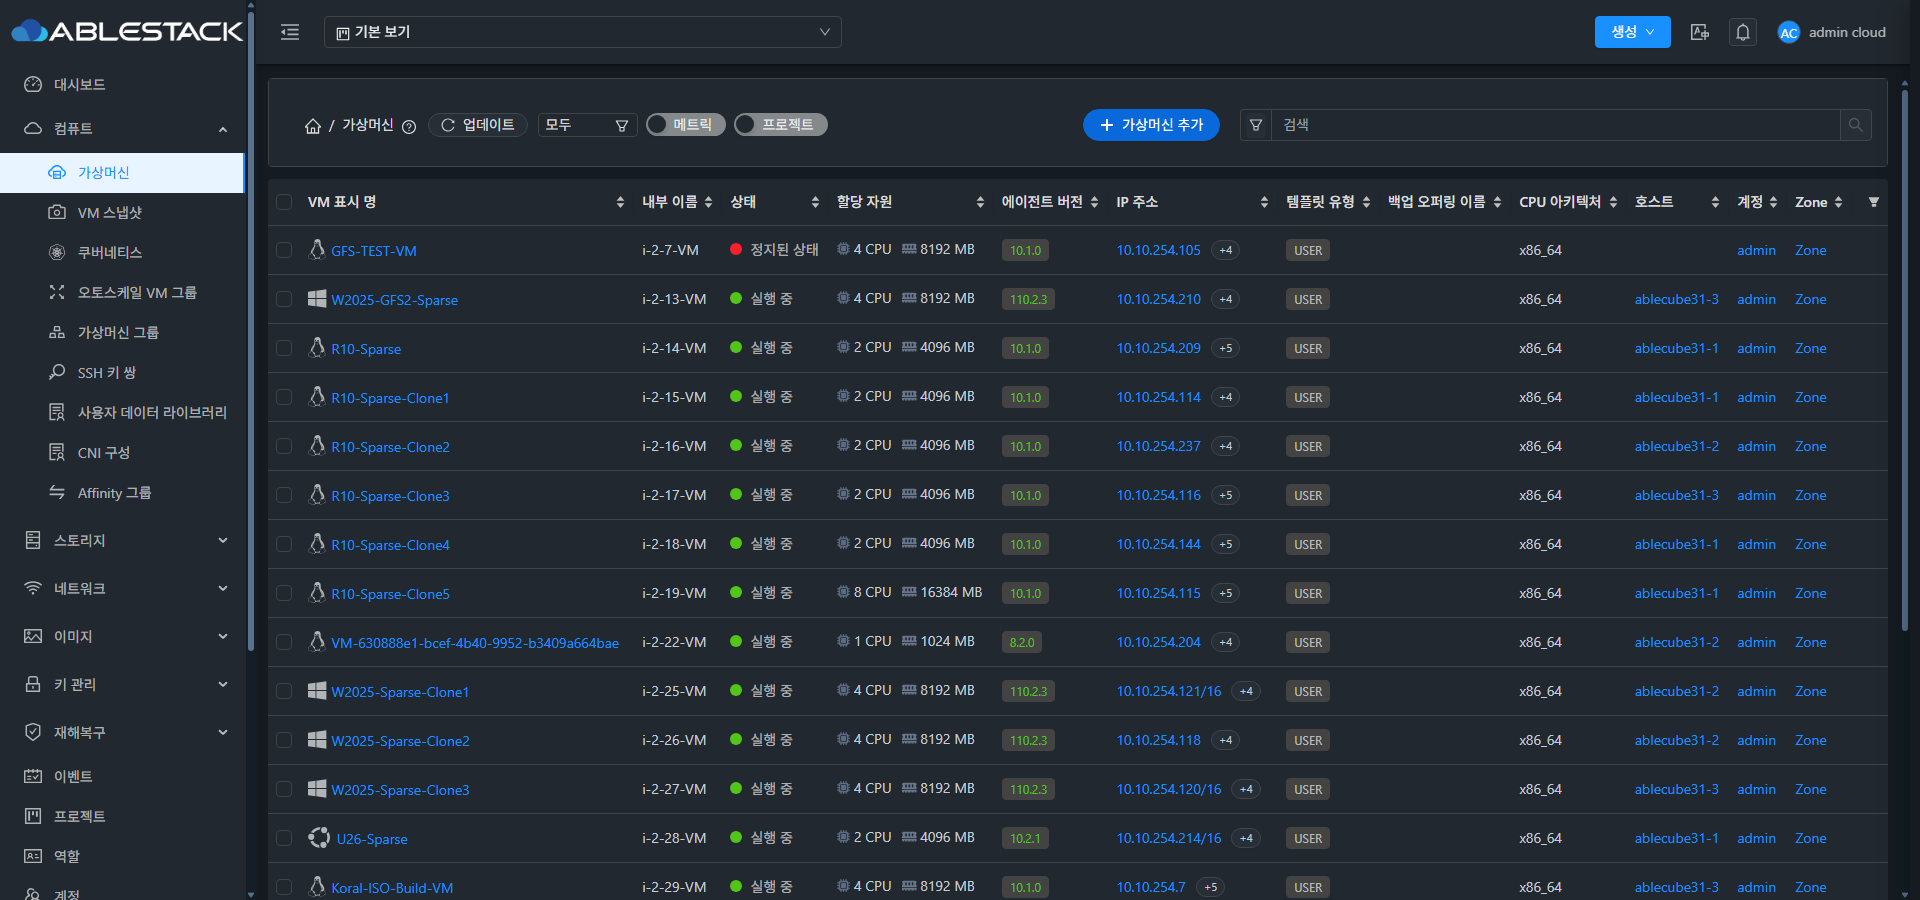 ABLESTACK
기본 보기
생성
AC admin cloud
대시보드
컴퓨트
가상머신
VM 스냅샷
쿠버네티스
오토스케일 VM 그룹
가상머신 그룹
SSH 키 쌍
사용자 데이터 라이브러리
CNI 구성
Affinity 그룹
스토리지
네트워크
이미지
키 관리
재해복구
이벤트
프로젝트
역할
계정
/ 가상머신 업데이트 모두 메트릭 프로젝트 가상머신 추가 검색
VM 표시 명 내부 이름 상태 할당 자원 에이전트 버전 IP 주소 템플릿 유형 백업 오퍼링 이름 CPU 아키텍처 호스트 계정 Zone
GFS-TEST-VM i-2-7-VM 정지된 상태 4 CPU 8192 MB 10.1.0 10.10.254.105 +4 USER x86_64 admin Zone
W2025-GFS2-Sparse i-2-13-VM 실행 중 4 CPU 8192 MB 110.2.3 10.10.254.210 +4 USER x86_64 ablecube31-3 admin Zone
R10-Sparse i-2-14-VM 실행 중 2 CPU 4096 MB 10.1.0 10.10.254.209 +5 USER x86_64 ablecube31-1 admin Zone
R10-Sparse-Clone1 i-2-15-VM 실행 중 2 CPU 4096 MB 10.1.0 10.10.254.114 +4 USER x86_64 ablecube31-1 admin Zone
R10-Sparse-Clone2 i-2-16-VM 실행 중 2 CPU 4096 MB 10.1.0 10.10.254.237 +4 USER x86_64 ablecube31-2 admin Zone
R10-Sparse-Clone3 i-2-17-VM 실행 중 2 CPU 4096 MB 10.1.0 10.10.254.116 +5 USER x86_64 ablecube31-3 admin Zone
R10-Sparse-Clone4 i-2-18-VM 실행 중 2 CPU 4096 MB 10.1.0 10.10.254.144 +5 USER x86_64 ablecube31-1 admin Zone
R10-Sparse-Clone5 i-2-19-VM 실행 중 8 CPU 16384 MB 10.1.0 10.10.254.115 +5 USER x86_64 ablecube31-1 admin Zone
VM-630888e1-bcef-4b40-9952-b3409a664bae i-2-22-VM 실행 중 1 CPU 1024 MB 8.2.0 10.10.254.204 +4 USER x86_64 ablecube31-2 admin Zone
W2025-Sparse-Clone1 i-2-25-VM 실행 중 4 CPU 8192 MB 110.2.3 10.10.254.121/16 +4 USER x86_64 ablecube31-2 admin Zone
W2025-Sparse-Clone2 i-2-26-VM 실행 중 4 CPU 8192 MB 110.2.3 10.10.254.118 +4 USER x86_64 ablecube31-2 admin Zone
W2025-Sparse-Clone3 i-2-27-VM 실행 중 4 CPU 8192 MB 110.2.3 10.10.254.120/16 +4 USER x86_64 ablecube31-3 admin Zone
U26-Sparse i-2-28-VM 실행 중 2 CPU 4096 MB 10.2.1 10.10.254.214/16 +4 USER x86_64 ablecube31-1 admin Zone
Koral-ISO-Build-VM i-2-29-VM 실행 중 4 CPU 8192 MB 10.1.0 10.10.254.7 +5 USER x86_64 ablecube31-3 admin Zone